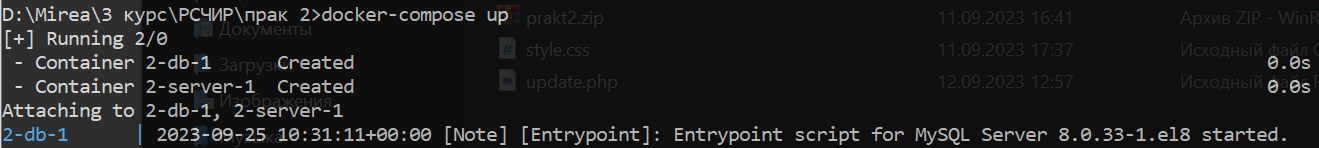 D:\Mirea\3 курс\РСЧИР\прак 2>docker-compose up
[+] Running 2/0
- Container 2-db-1 Created 0.0s
- Container 2-server-1 Created 0.0s
Attaching to 2-db-1, 2-server-1
2-db-1 | 2023-09-25 10:31:11+00:00 [Note] [Entrypoint]: Entrypoint script for MySQL Server 8.0.33-1.el8 started.
Документы
Загрузки
Изображения
Музыка
prakt2.zip 11.09.2023 16:41 Архив ZIP - WinR
style.css 11.09.2023 17:37 Исходный файл
update.php 12.09.2023 12:57 Исходный файл